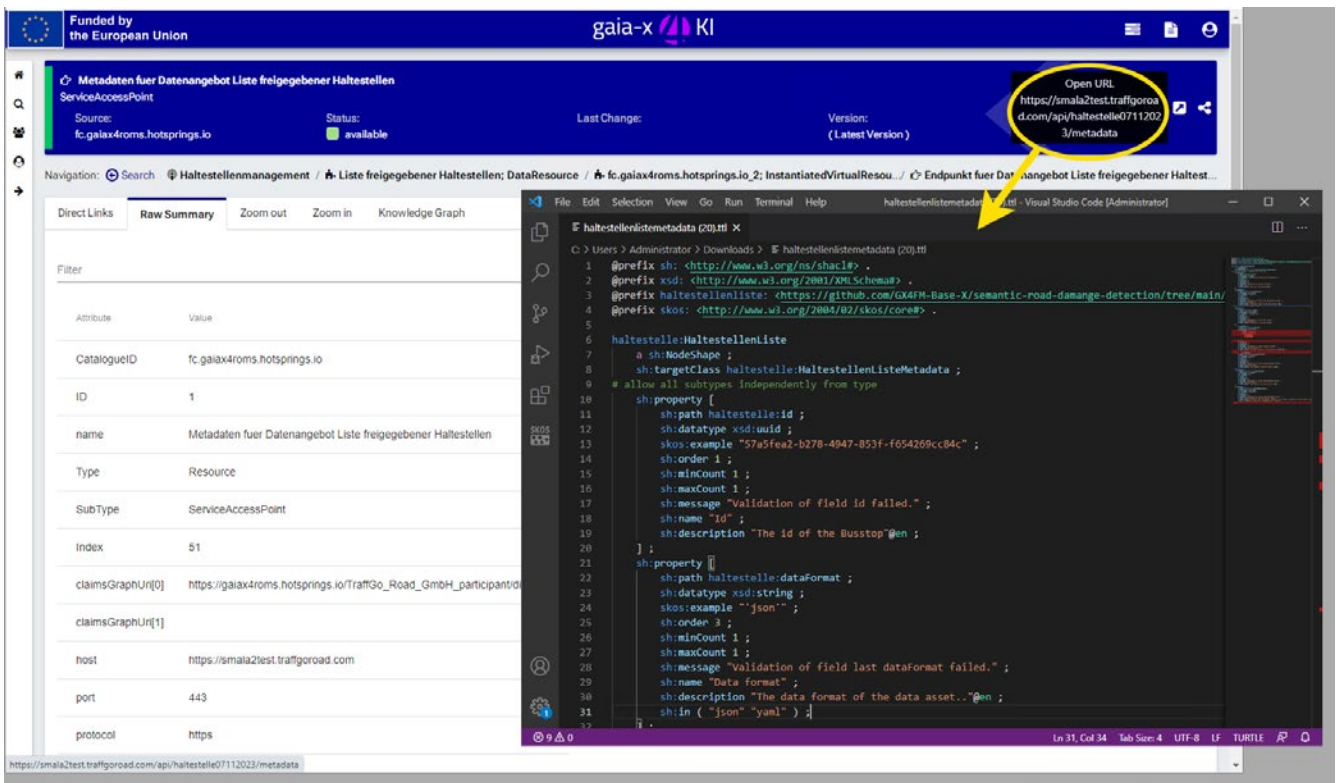 Funded by
the European Union
gaia-x 4 KI
Metadaten fuer Datenangebot Liste freigegebener Haltestellen
ServiceAccessPoint
Source:
fc.gaiax4roms.hotsprings.io
Status:
available
Last Change:
Version:
( Latest Version )
Open URL
https://smala2test.traffgoroa
d.com/api/haltestelle0711202
3/metadata
Navigation: Search Haltestellenmanagement / Liste freigegebener Haltestellen; DataResource / fc.gaiax4roms.hotsprings.io_2; InstantiatedVirtualResou.../ Endpunkt fuer Datenangebot Liste freigegebener Haltest...
Direct Links Raw Summary Zoom out Zoom in Knowledge Graph
Filter
Attribute Value
CatalogueID fc.gaiax4roms.hotsprings.io
ID 1
name Metadaten fuer Datenangebot Liste freigegebener Haltestellen
Type Resource
SubType ServiceAccessPoint
Index 51
claimsGraphUri[0] https://gaiax4roms.hotsprings.io/TraffGo_Road_GmbH_participant/di
claimsGraphUri[1]
host https://smala2test.traffgoroad.com
port 443
protocol https
https://smala2test.traffgoroad.com/api/haltestelle07112023/metadata
File Edit Selection View Go Run Terminal Help haltestellenlistemetadata .ttl - Visual Studio Code [Administrator]
haltestellenlistemetadata (20).ttl
C: > Users > Administrator > Downloads > haltestellenlistemetadata (20).ttl
1 @prefix sh: <http://www.w3.org/ns/shacl#> .
2 @prefix xsd: <http://www.w3.org/2001/XMLSchema#> .
3 @prefix haltestellenliste: <https://github.com/GX4FM-Base-X/semantic-road-damange-detection/tree/main/
4 @prefix skos: <http://www.w3.org/2004/02/skos/core#> .
5
6 haltestelle:HaltestellenListe
7 a sh:NodeShape ;
8 sh:targetClass haltestelle:HaltestellenListeMetadata ;
9 # allow all subtypes independently from type
10 sh:property [
11 sh:path haltestelle:id ;
12 sh:datatype xsd:uuid ;
13 skos:example "57a5fea2-b278-4947-853f-f654269cc84c" ;
14 sh:order 1 ;
15 sh:minCount 1 ;
16 sh:maxCount 1 ;
17 sh:message "Validation of field id failed." ;
18 sh:name "Id" ;
19 sh:description "The id of the Busstop"@en ;
20 ] ;
21 sh:property [
22 sh:path haltestelle:dataFormat ;
23 sh:datatype xsd:string ;
24 skos:example "'json'" ;
25 sh:order 3 ;
26 sh:minCount 1 ;
27 sh:maxCount 1 ;
28 sh:message "Validation of field last dataFormat failed." ;
29 sh:name "Data format" ;
30 sh:description "The data format of the data asset.."@en ;
31 sh:in ( "json" "yaml" ) ;
32 ] ;
SKOS
9 0
Ln 31, Col 34 Tab Size: 4 UTF-8 LF TURTLE